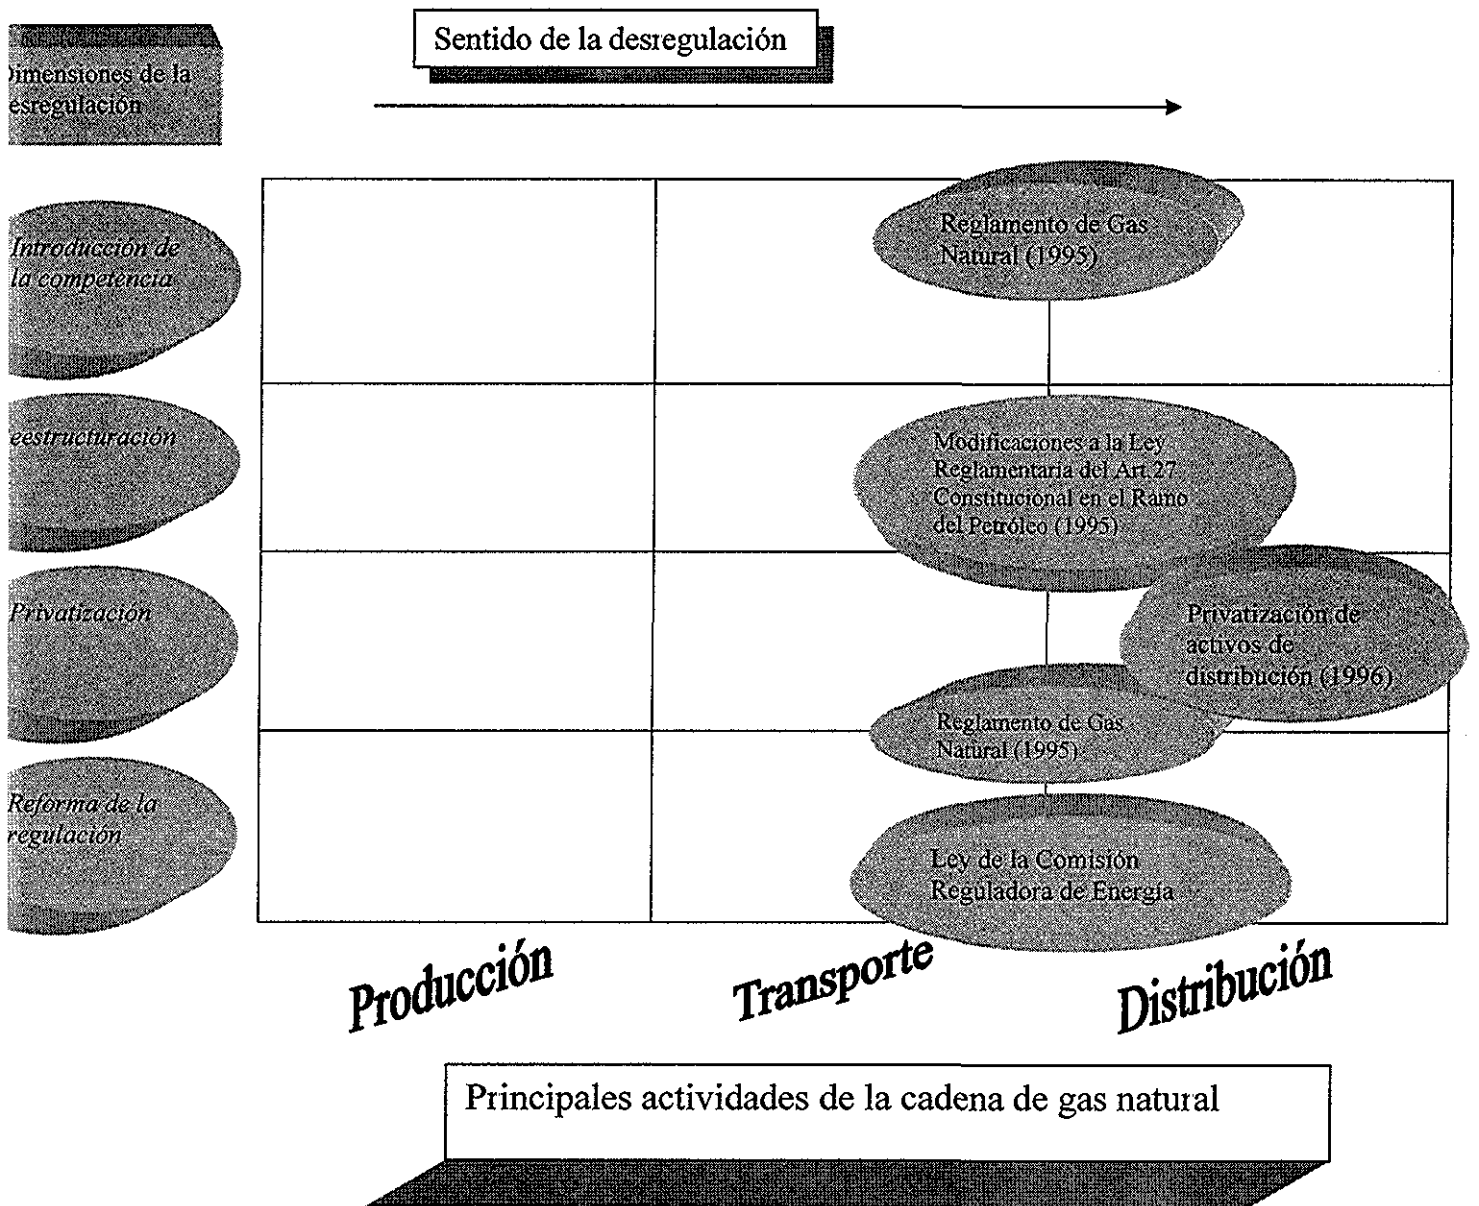 Sentido de la desregulación
imensiones de la
esregulación
Introducción de
la competencia
Reglamento de Gas
Natural (1995)
eestructuración
Modificaciones a la Ley
Reglamentaria del Art. 27
Constitucional en el Ramo
del Petróleo (1995)
Privatización
Privatización de
activos de
distribución (1996)
Reglamento de Gas
Natural (1995)
Reforma de la
regulación
Ley de la Comisión
Reguladora de Energía
Producción
Transporte
Distribución
Principales actividades de la cadena de gas natural